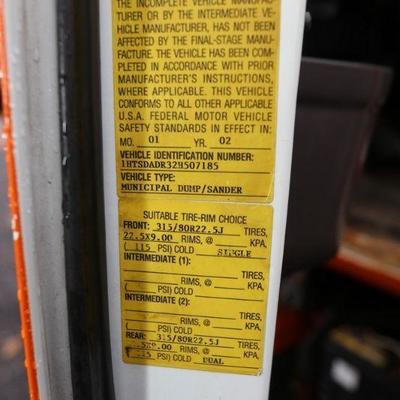 THE INCOMPLETE VEHICLE MANUFAC-
TURER OR BY THE INTERMEDIATE VE-
HICLE MANUFACTURER, HAS NOT BEEN
AFFECTED BY THE FINAL-STAGE MANU-
FACTURE. THE VEHICLE HAS BEEN COM-
PLETED IN ACCORDANCE WITH PRIOR
MANUFACTURER'S INSTRUCTIONS,
WHERE APPLICABLE. THIS VEHICLE
CONFORMS TO ALL OTHER APPLICABLE
U.S.A. FEDERAL MOTOR VEHICLE
SAFETY STANDARDS IN EFFECT IN:
MO. 01 YR. 02
VEHICLE IDENTIFICATION NUMBER:
1HTSDADR32H507185
VEHICLE TYPE:
MUNICIPAL DUMP/SANDER
SUITABLE TIRE-RIM CHOICE
FRONT: 315/80R22.5J TIRES,
22.5X9.00 RIMS, @ KPA,
( 115 PSI) COLD SINGLE
INTERMEDIATE (1):
TIRES,
RIMS, @ KPA,
( PSI) COLD
INTERMEDIATE (2):
TIRES,
RIMS, @ KPA,
( PSI) COLD
REAR: 315/80R22.5J TIRES,
.5X9.00 RIMS, @ KPA,
PSI) COLD DUAL